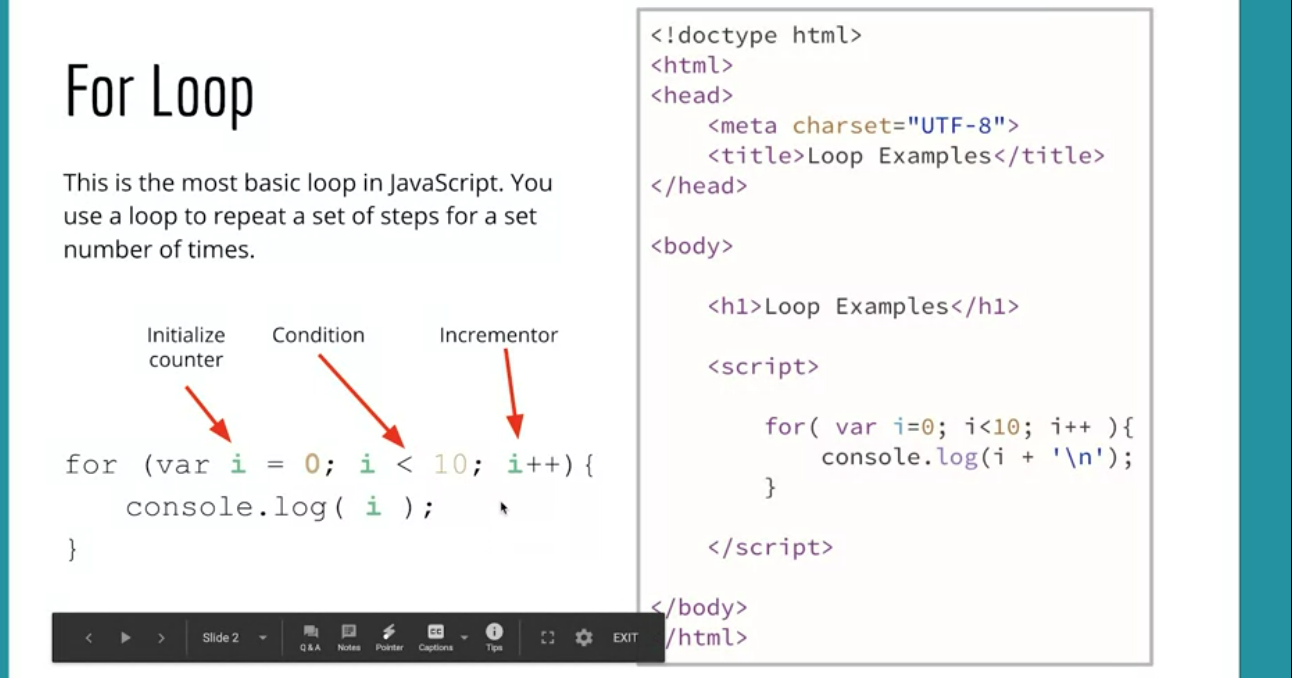 For Loop
This is the most basic loop in JavaScript. You
use a loop to repeat a set of steps for a set
number of times.
Initialize
counter
Condition
Incrementor
for (var i = 0; i < 10; i++){
console.log( i );
}
<!doctype html>
<html>
<head>
<meta charset="UTF-8">
<title>Loop Examples</title>
</head>
<body>
<h1>Loop Examples</h1>
<script>
for( var i=0; i<10; i++ ){
console.log(i + '\n');
}
</script>
</body>
/html>
Slide 2
Q & A
Notes
Pointer
Captions
Tips
EXIT